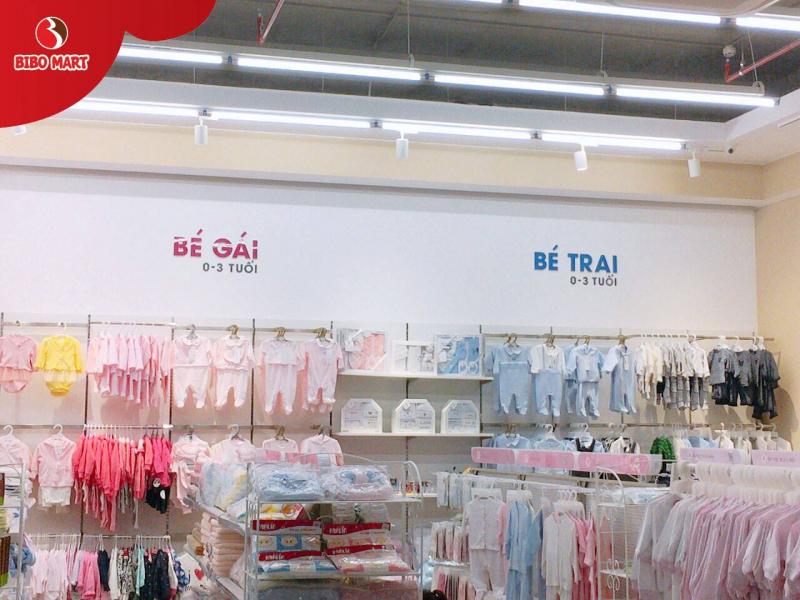 BIBO MART
BÉ GÁI
0-3 TUỔI
BÉ TRAI
0-3 TUỔI